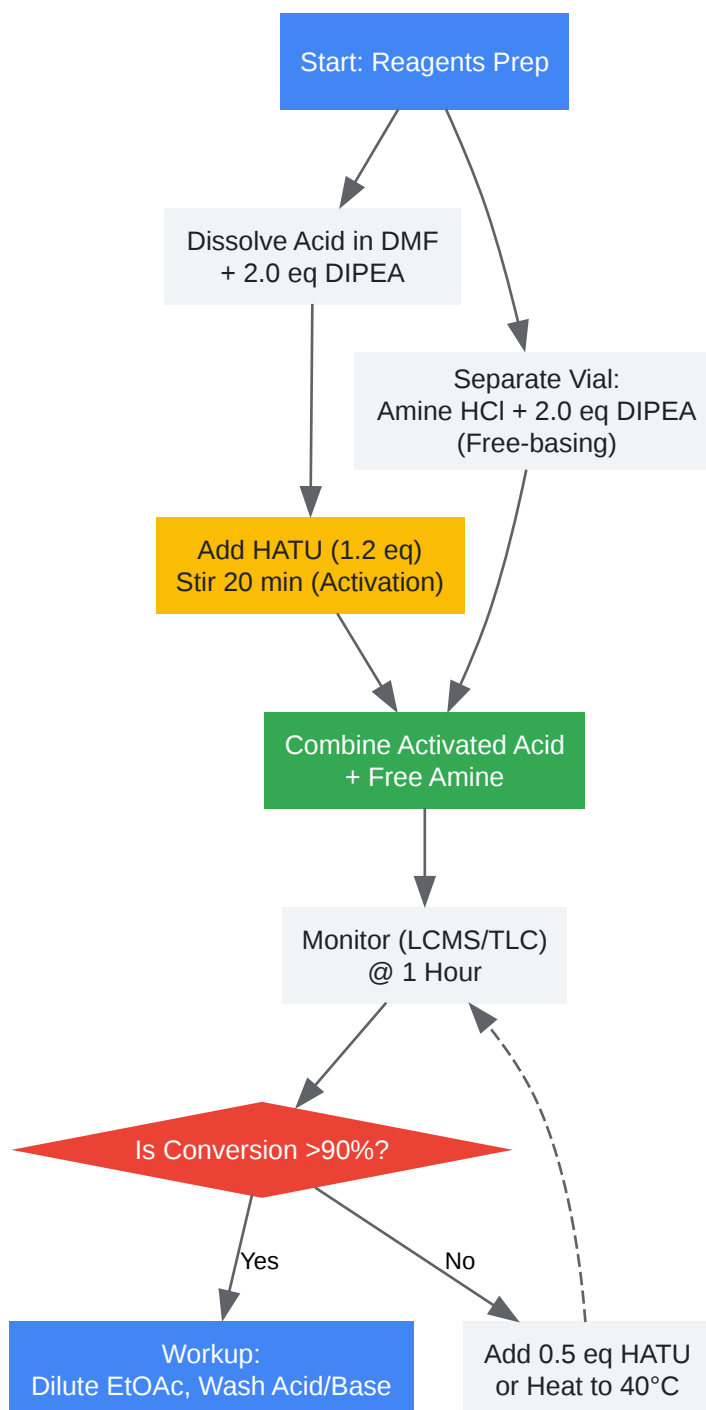 Start: Reagents Prep
Dissolve Acid in DMF
+ 2.0 eq DIPEA
Separate Vial:
Amine HCl + 2.0 eq DIPEA
(Free-basing)
Add HATU (1.2 eq)
Stir 20 min (Activation)
Combine Activated Acid
+ Free Amine
Monitor (LCMS/TLC)
@ 1 Hour
Is Conversion >90%?
Yes
No
Workup:
Dilute EtOAc, Wash Acid/Base
Add 0.5 eq HATU
or Heat to 40°C